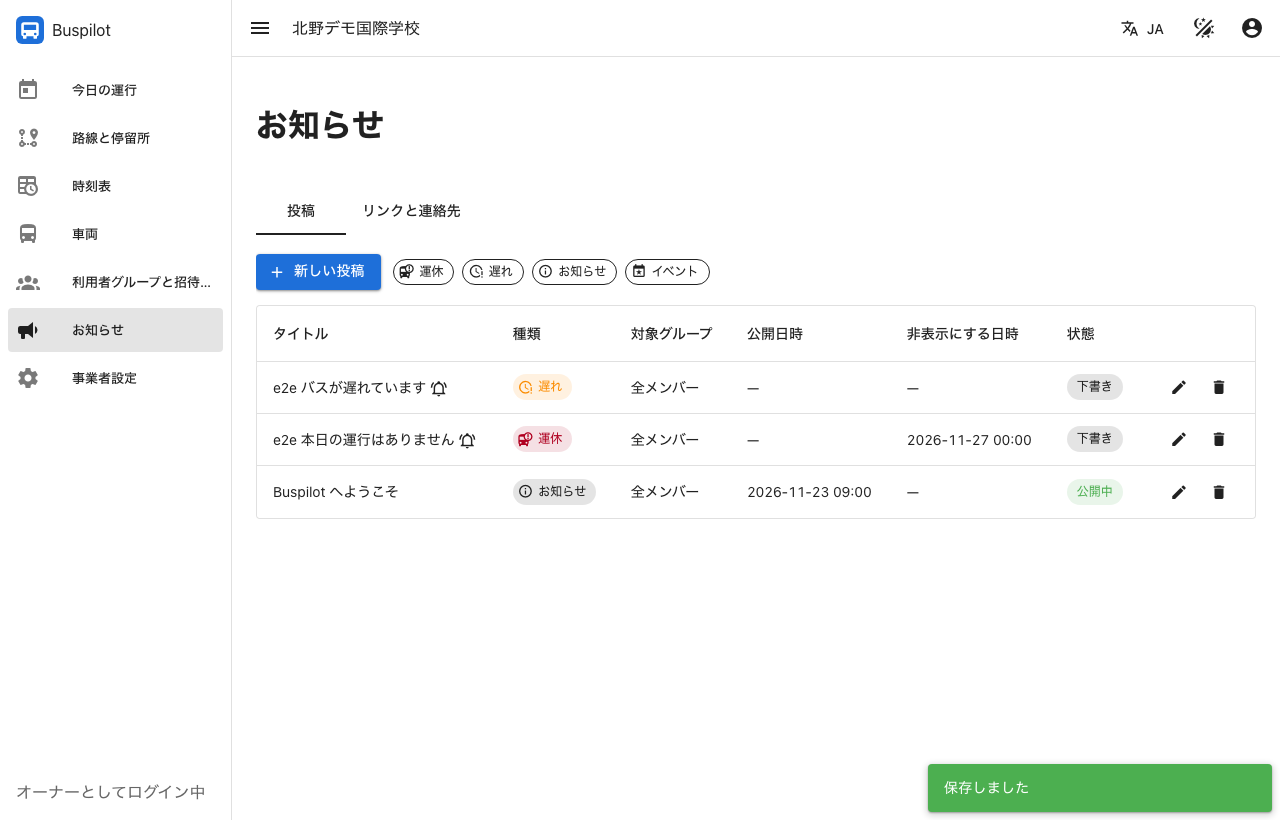 Buspilot
北野デモ国際学校
JA
今日の運行
路線と停留所
時刻表
車両
利用者グループと招待...
お知らせ
事業者設定
オーナーとしてログイン中
お知らせ
投稿 リンクと連絡先
新しい投稿 運休 遅れ お知らせ イベント
タイトル 種類 対象グループ 公開日時 非表示にする日時 状態
e2e バスが遅れています 遅れ 全メンバー — — 下書き
e2e 本日の運行はありません 運休 全メンバー — 2026-11-27 00:00 下書き
Buspilot へようこそ お知らせ 全メンバー 2026-11-23 09:00 — 公開中
保存しました